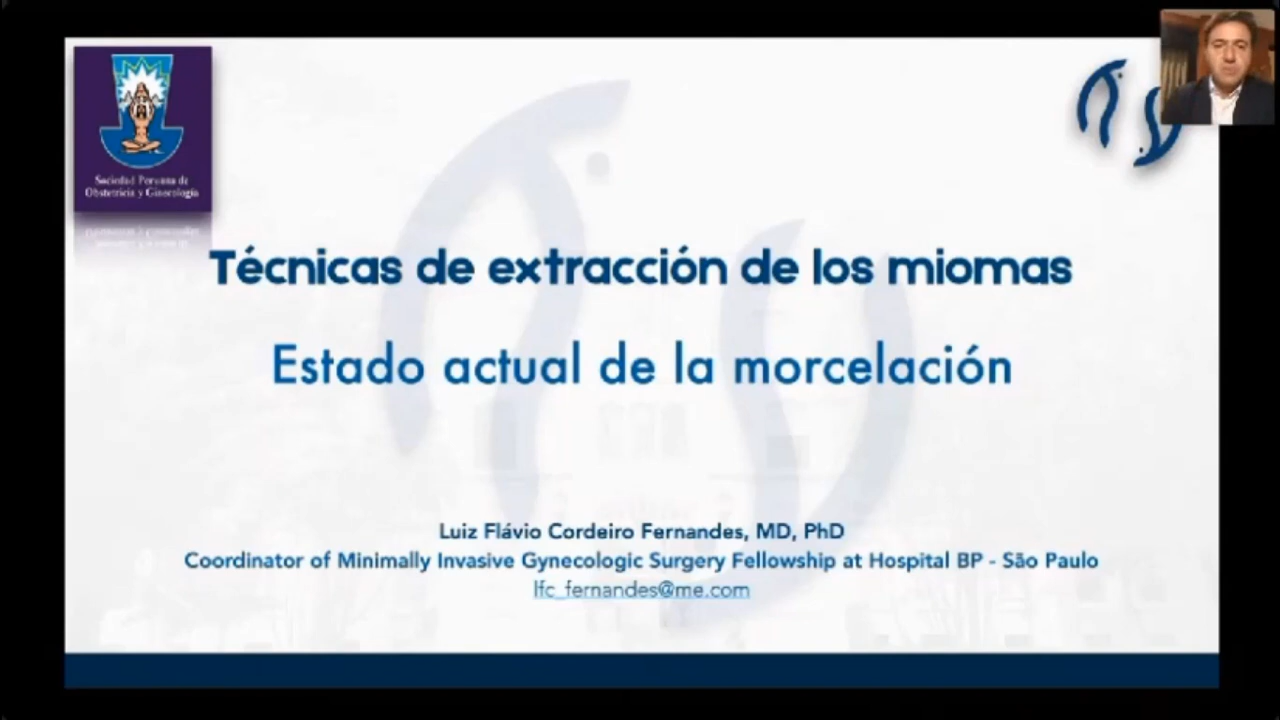 Sociedad Peruana de
Obstetricia y Ginecología
Técnicas de extracción de los miomas
Estado actual de la morcelación
Luiz Flávio Cordeiro Fernandes, MD, PhD
Coordinator of Minimally Invasive Gynecologic Surgery Fellowship at Hospital BP - São Paulo
lfc_fernandes@me.com